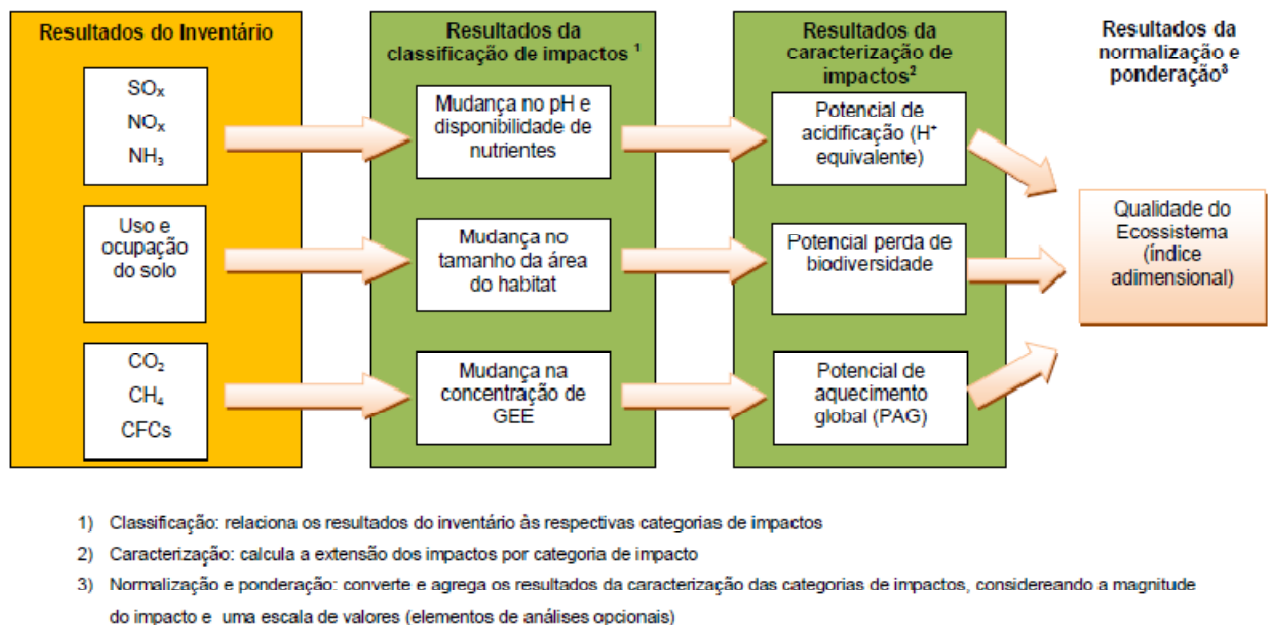 Resultados do Inventário
SOx
NOx
NH3
Uso e
ocupação
do solo
CO2
CH4
CFCs
Resultados da
classificação de impactos 1
Mudança no pH e
disponibilidade de
nutrientes
Mudança no
tamanho da área
do habitat
Mudança na
concentração de
GEE
Resultados da
caracterização de
impactos2
Potencial de
acidificação (H+
equivalente)
Potencial perda de
biodiversidade
Potencial de
aquecimento
global (PAG)
Resultados da
normalização e
ponderação3
Qualidade do
Ecossistema
(índice
adimensional)
1) Classificação: relaciona os resultados do inventário às respectivas categorias de impactos
2) Caracterização: calcula a extensão dos impactos por categoria de impacto
3) Normalização e ponderação: converte e agrega os resultados da caracterização das categorias de impactos, considereando a magnitude
do impacto e uma escala de valores (elementos de análises opcionais)